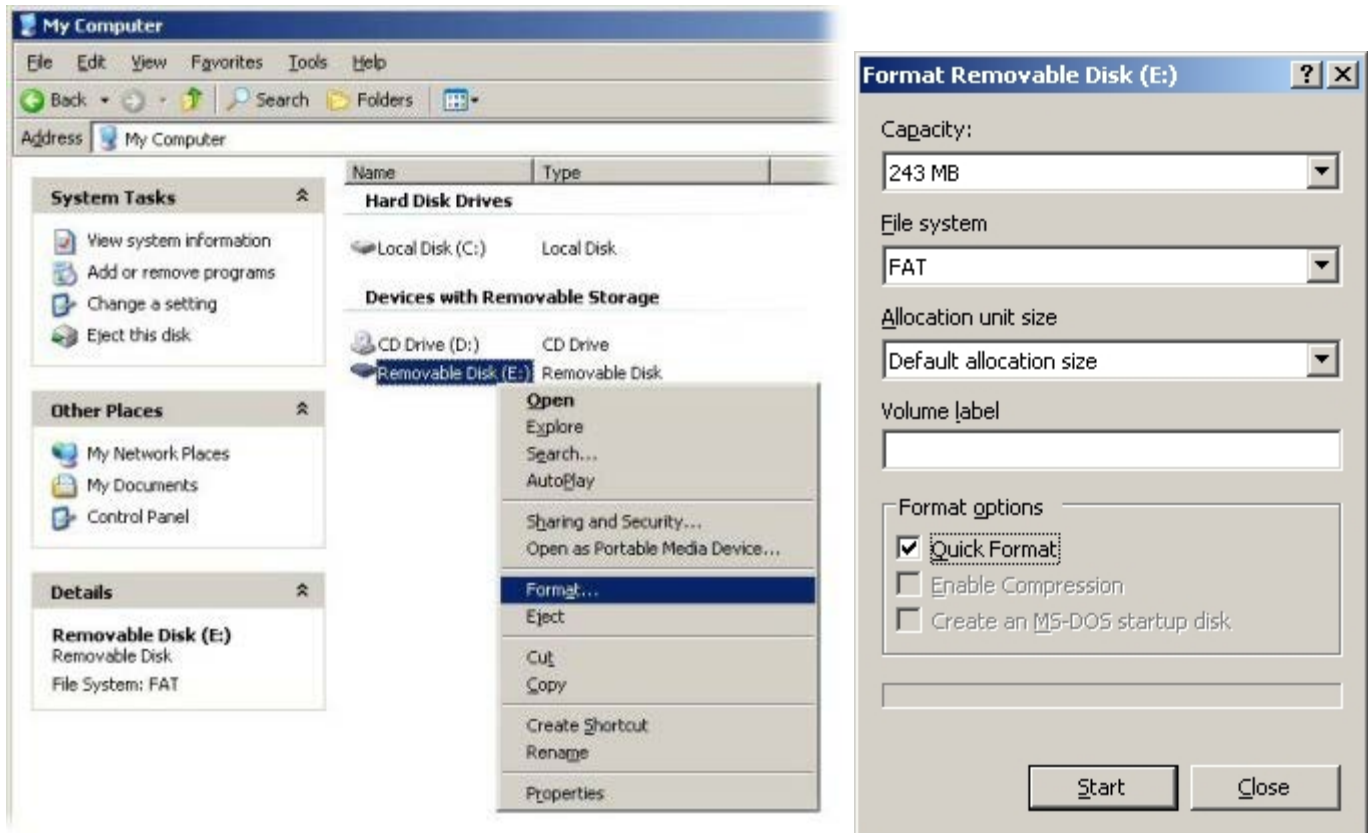 My Computer
File Edit View Favorites Tools Help
Back Search Folders
Address My Computer
Name Type
System Tasks
View system information
Add or remove programs
Change a setting
Eject this disk
Other Places
My Network Places
My Documents
Control Panel
Details
Removable Disk (E:)
Removable Disk
File System: FAT
Hard Disk Drives
Local Disk (C:) Local Disk
Devices with Removable Storage
CD Drive (D:) CD Drive
Removable Disk (E:) Removable Disk
Open
Explore
Search...
AutoPlay
Sharing and Security...
Open as Portable Media Device...
Format...
Eject
Cut
Copy
Create Shortcut
Rename
Properties
Format Removable Disk (E:)
Capacity:
243 MB
File system
FAT
Allocation unit size
Default allocation size
Volume label
Format options
Quick Format
Enable Compression
Create an MS-DOS startup disk
Start Close